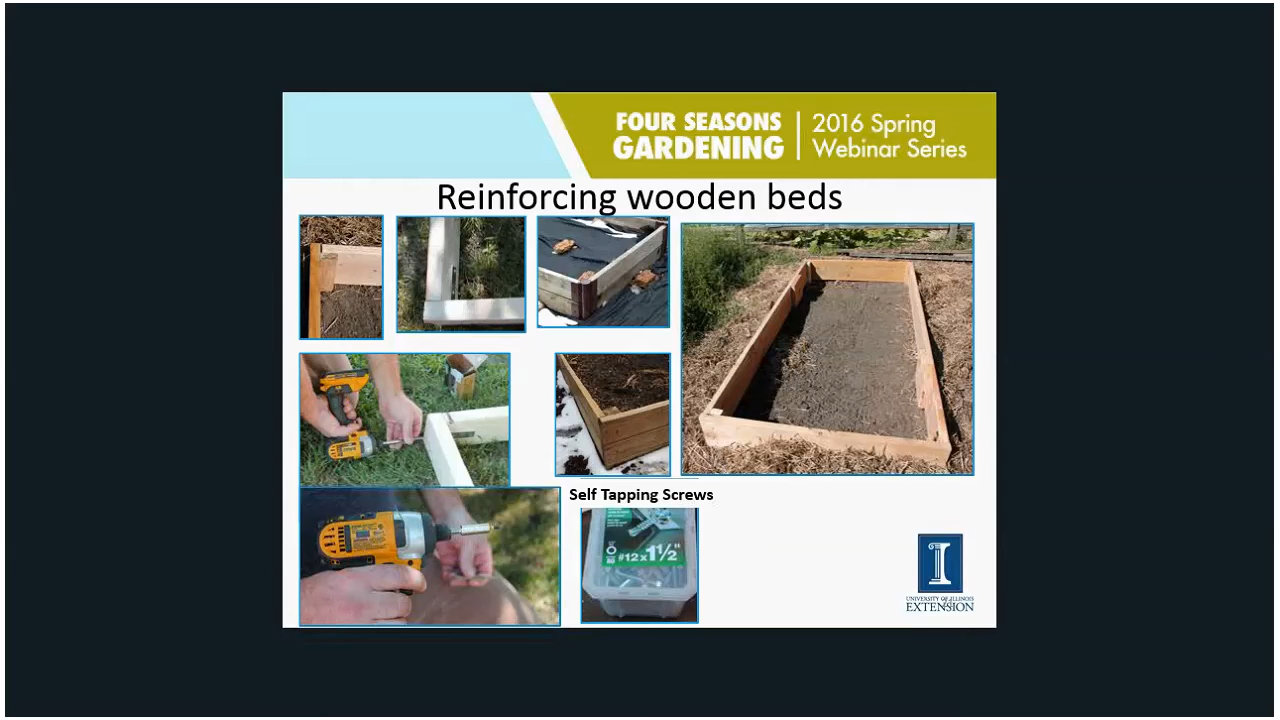 FOUR SEASONS
GARDENING
2016 Spring
Webinar Series
Reinforcing wooden beds
Self Tapping Screws
#12x1½"
UNIVERSITY OF ILLINOIS
EXTENSION